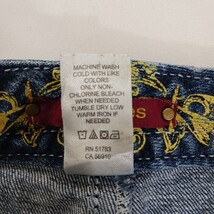 MACHINE WASH
COLD WITH LIKE
COLORS
ONLY NON-
CHLORINE BLEACH
WHEN NEEDED
TUMBLE DRY LOW
WARM IRON IF
NEEDED
RN 51783